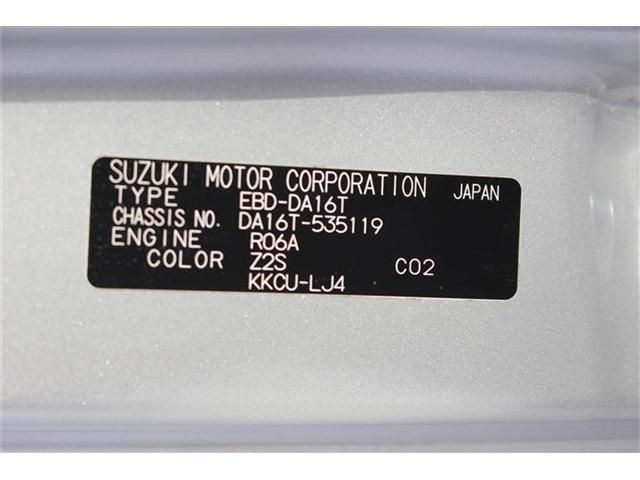 SUZUKI MOTOR CORPORATION JAPAN
TYPE EBD-DA16T
CHASSIS NO. DA16T-535119
ENGINE R06A
COLOR Z2S C02
KKCU-LJ4